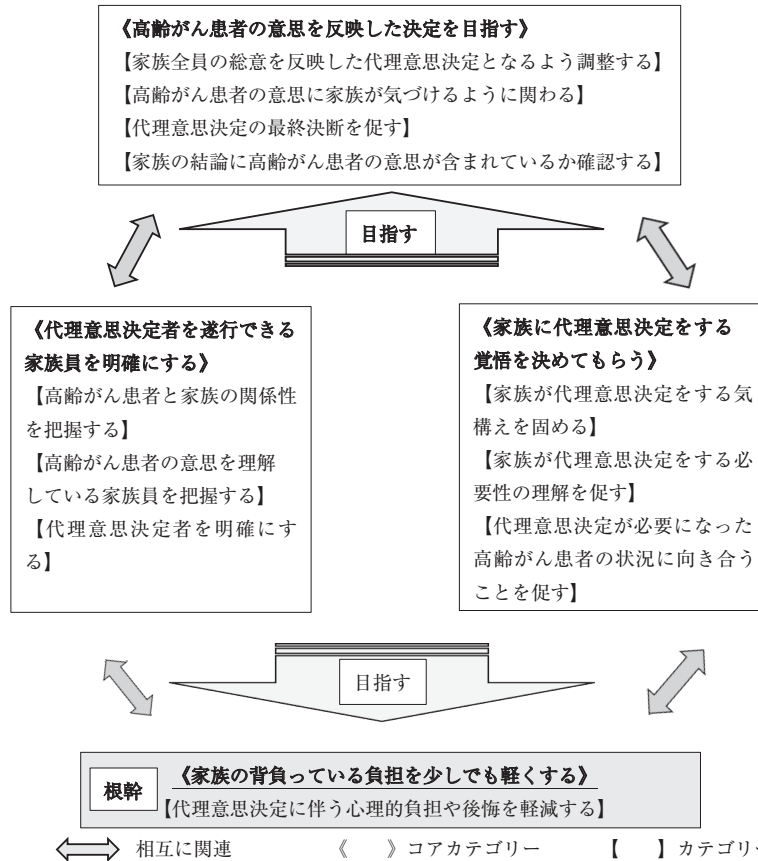 《高齢がん患者の意思を反映した決定を目指す》
【家族全員の総意を反映した代理意思決定となるよう調整する】
【高齢がん患者の意思に家族が気づけるように関わる】
【代理意思決定の最終決断を促す】
【家族の結論に高齢がん患者の意思が含まれているか確認する】
目指す
《代理意思決定者を遂行できる
家族員を明確にする》
【高齢がん患者と家族の関係性
を把握する】
【高齢がん患者の意思を理解
している家族員を把握する】
【代理意思決定者を明確にす
る】
《家族に代理意思決定をする
覚悟を決めてもらう》
【家族が代理意思決定をする気
構えを固める】
【家族が代理意思決定をする必
要性の理解を促す】
【代理意思決定が必要になった
高齢がん患者の状況に向き合う
ことを促す】
目指す
根幹
《家族の背負っている負担を少しでも軽くする》
【代理意思決定に伴う心理的負担や後悔を軽減する】
相互に関連 《 》コアカテゴリー 【 】カテゴリー